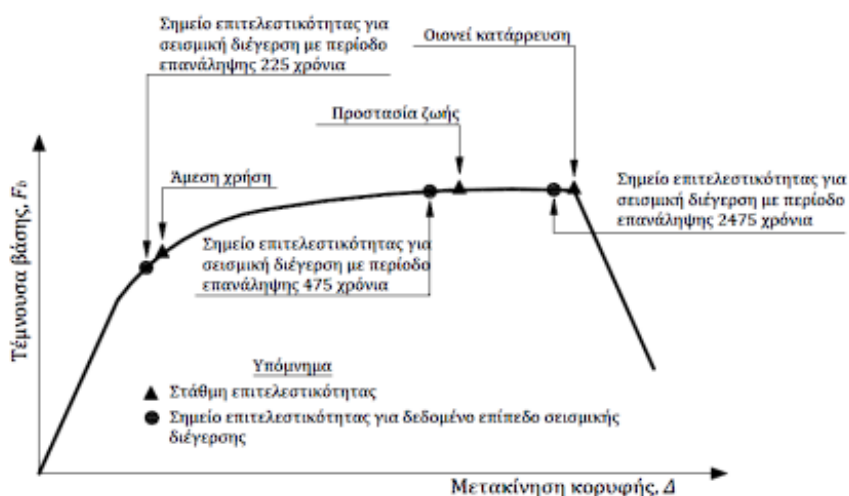 Σημείο επιτελεστικότητας για
σεισμική διέγερση με περίοδο
επανάληψης 225 χρόνια
Οιονεί κατάρρευση
Προστασία ζωής
Άμεση χρήση
Σημείο επιτελεστικότητας για
σεισμική διέγερση με περίοδο
επανάληψης 2475 χρόνια
Σημείο επιτελεστικότητας για
σεισμική διέγερση με περίοδο
επανάληψης 475 χρόνια
Τέμνουσα βάσης, Fb
Υπόμνημα
Στάθμη επιτελεστικότητας
Σημείο επιτελεστικότητας για δεδομένο επίπεδο σεισμικής
διέγερσης
Μετακίνηση κορυφής, Δ